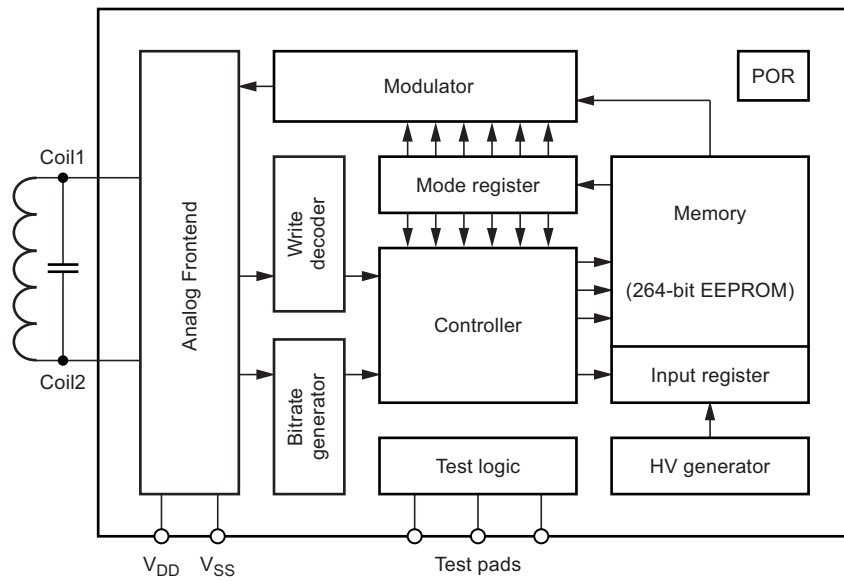 POR
Modulator
Coil1
Mode register
Memory
(264-bit EEPROM)
Analog Frontend
Write
decoder
Controller
Coil2
Input register
Bitrate
generator
Test logic
HV generator
VDD
VSS
Test pads